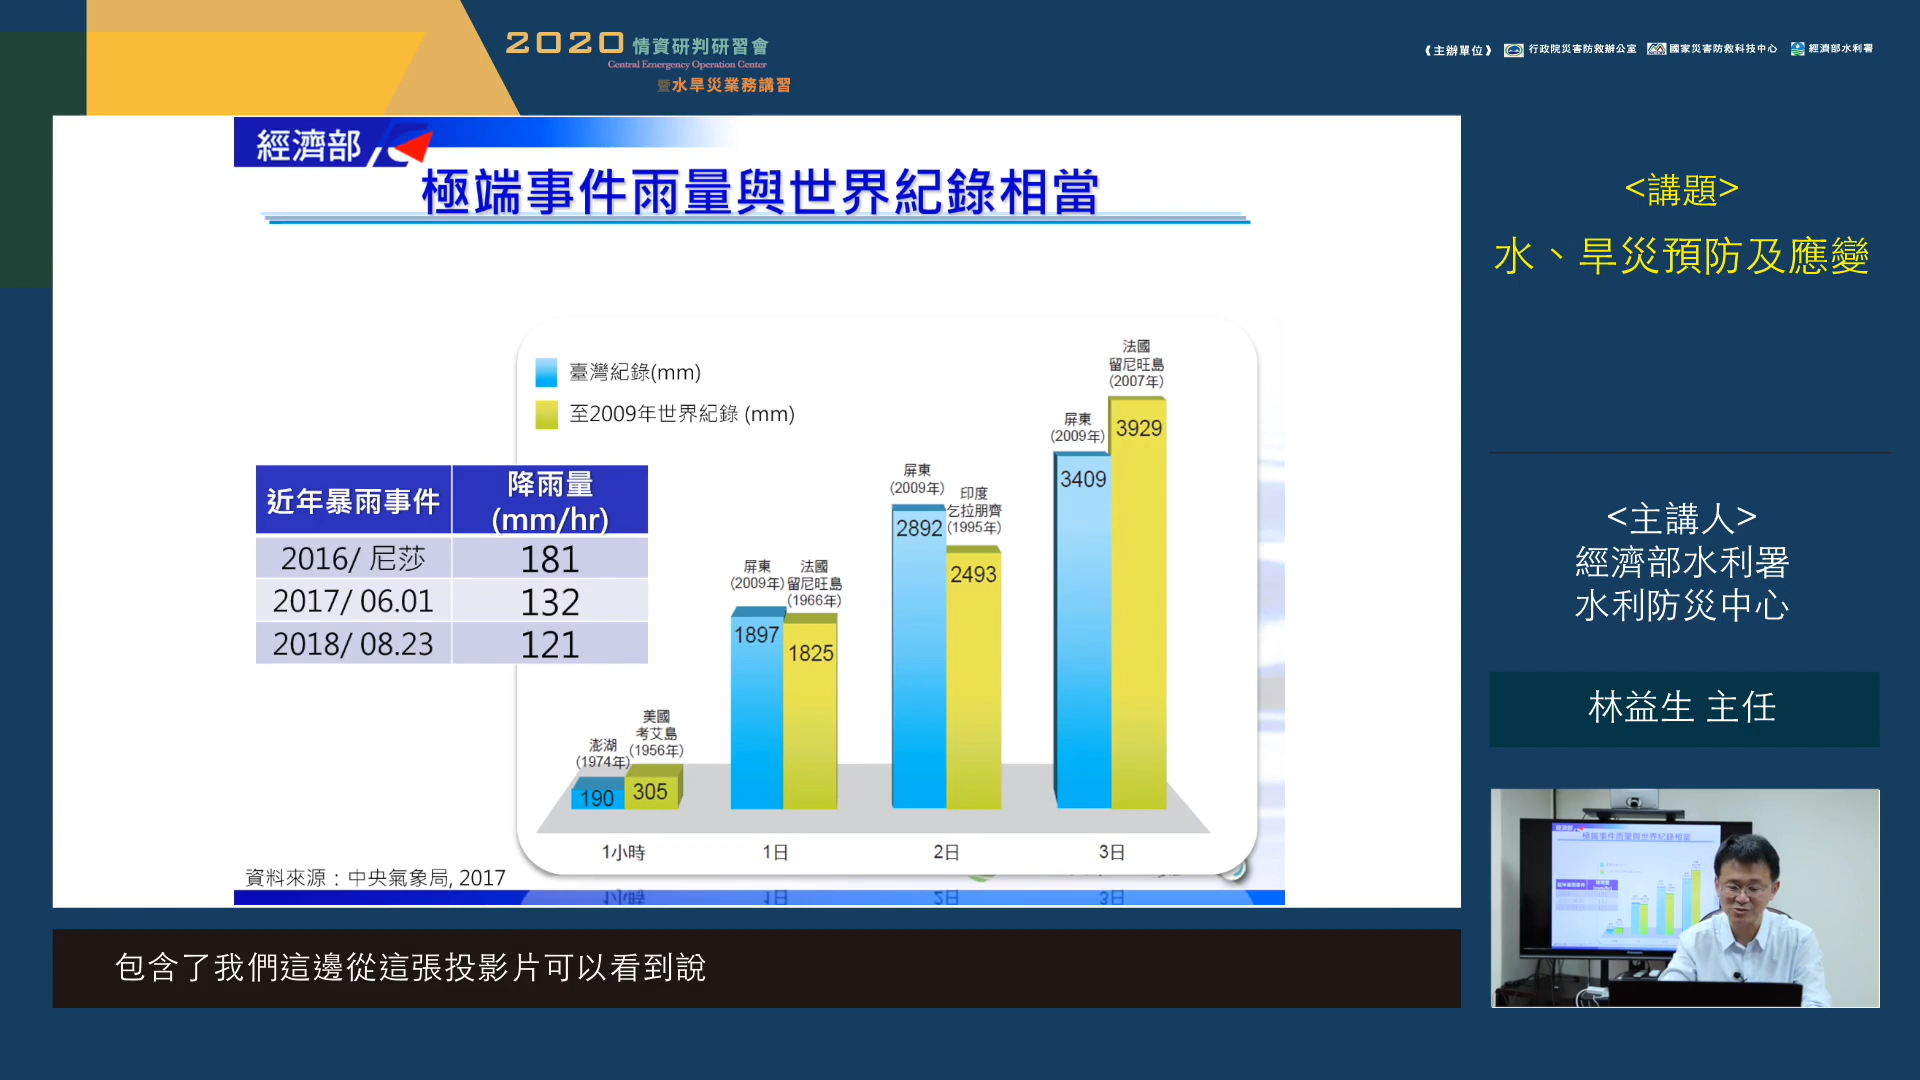 2020 情資研判研習會
Central Emergency Operation Center
暨水旱災業務講習
《主辦單位》 行政院災害防救辦公室 國家災害防救科技中心 經濟部水利署
經濟部
極端事件雨量與世界紀錄相當
臺灣紀錄(mm)
至2009年世界紀錄 (mm)
近年暴雨事件 降雨量 (mm/hr)
2016/ 尼莎 181
2017/ 06.01 132
2018/ 08.23 121
澎湖
(1974年)
190
美國
考艾島
(1956年)
305
屏東
(2009年)
1897
法國
留尼旺島
(1966年)
1825
屏東
(2009年)
2892
印度
乞拉朋齊
(1995年)
2493
屏東
(2009年)
3409
法國
留尼旺島
(2007年)
3929
1小時 1日 2日 3日
資料來源：中央氣象局, 2017
<講題>
水、旱災預防及應變
<主講人>
經濟部水利署
水利防災中心
林益生 主任
極端事件雨量與世界紀錄相當
包含了我們這邊從這張投影片可以看到說